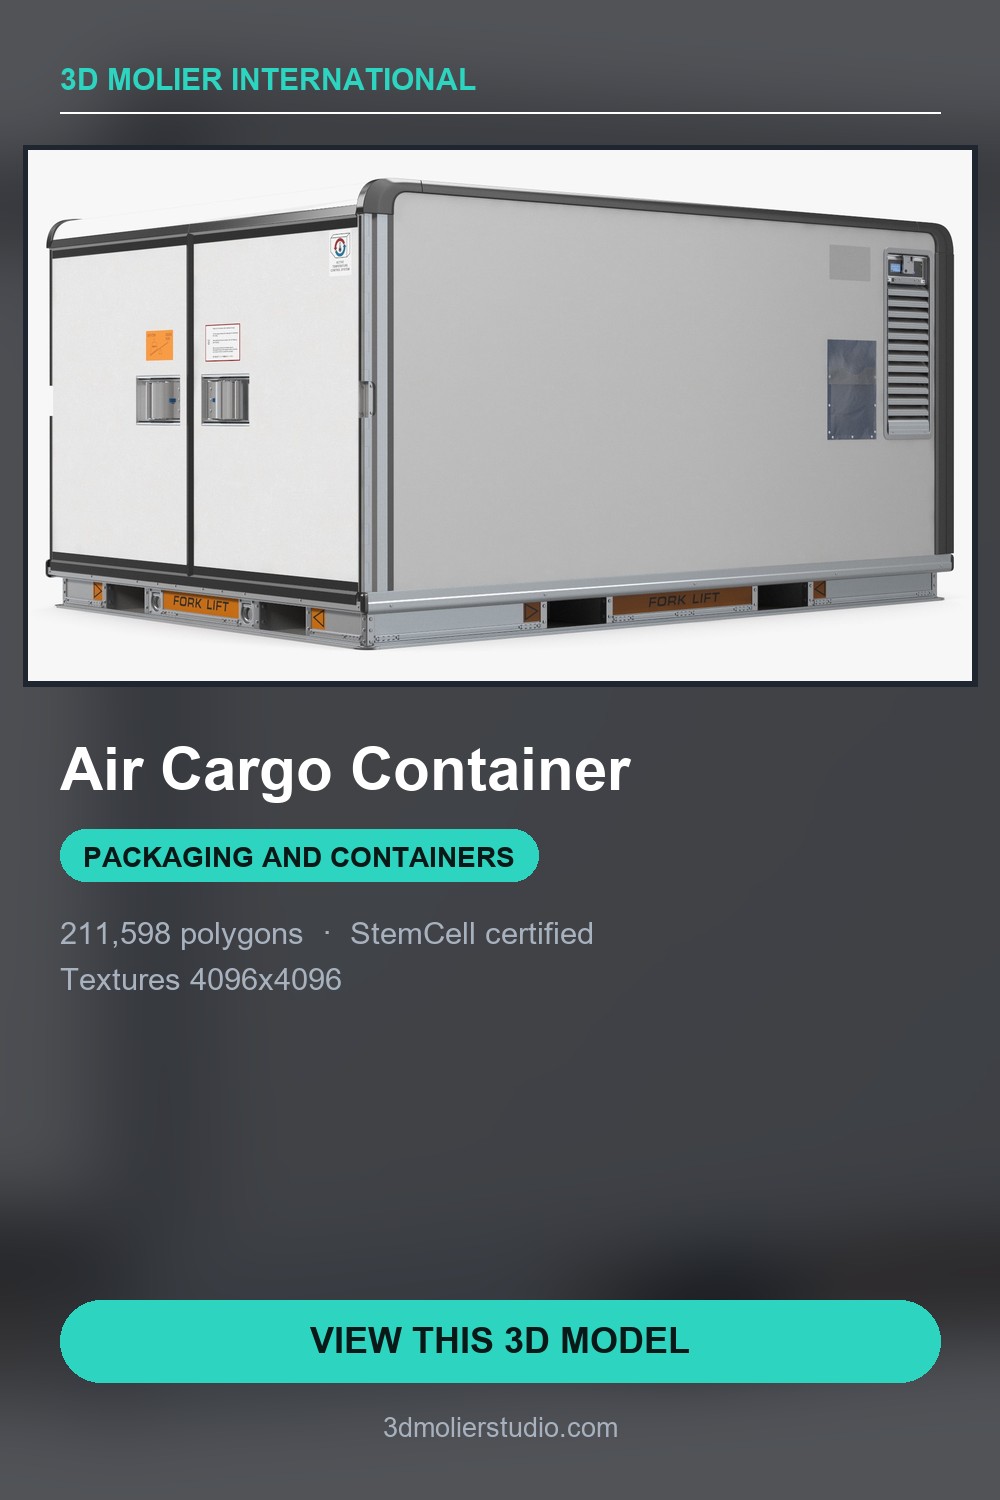 3D MOLIER INTERNATIONAL
FORK LIFT
FORK LIFT
Air Cargo Container
PACKAGING AND CONTAINERS
211,598 polygons · StemCell certified
Textures 4096x4096
VIEW THIS 3D MODEL
3dmolierstudio.com